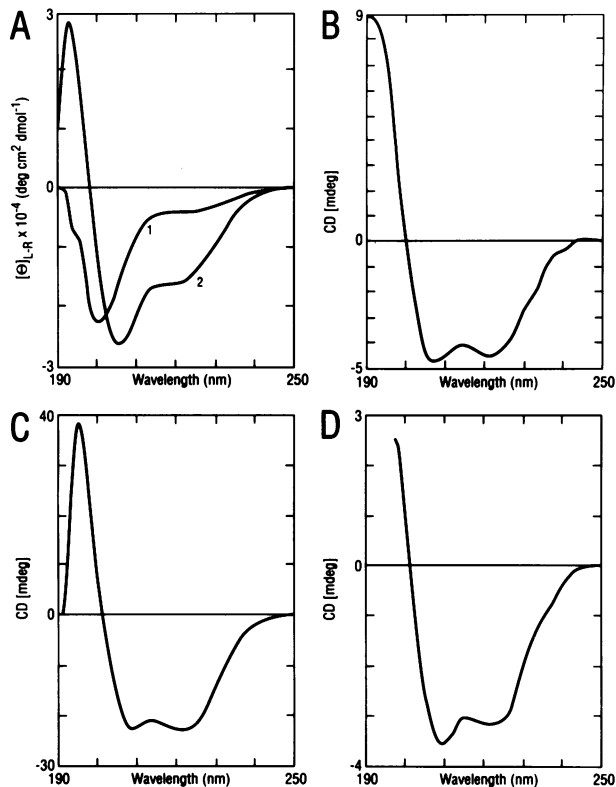 A
3
0
-3
[Θ]L-R x 10-4 (deg cm2 dmol-1)
1
2
190
Wavelength (nm)
250
B
9
0
-5
CD [mdeg]
190
Wavelength (nm)
250
C
40
0
-30
CD [mdeg]
190
Wavelength (nm)
250
D
3
0
-4
CD [mdeg]
190
Wavelength (nm)
250